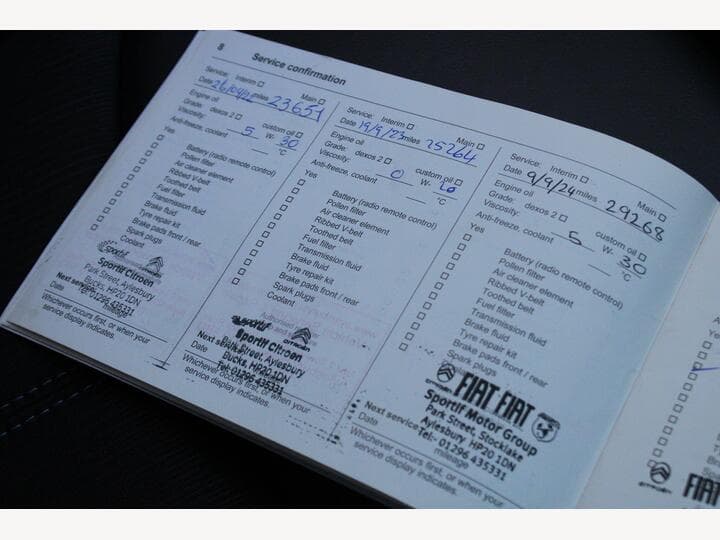 8
Service confirmation
Service: Interim Main
Date 26/04/22 miles 23651
Engine oil
Grade: dexos 2 custom oil
Viscosity: 5 W- 30
Anti-freeze, coolant °C
Yes
Battery (radio remote control)
Pollen filter
Air cleaner element
Ribbed V-belt
Toothed belt
Fuel filter
Transmission fluid
Brake fluid
Tyre repair kit
Brake pads front / rear
Spark plugs
Coolant
Sportif Citroen
Park Street, Aylesbury
Bucks, HP20 1DN
Tel: 01296 435331
Next service
Date mileage
Whichever occurs first, or when your
service display indicates.
Service: Interim Main
Date 19/9/23 miles 25264
Engine oil
Grade: dexos 2 custom oil
Viscosity: 0 W- 20
Anti-freeze, coolant °C
Yes
Battery (radio remote control)
Pollen filter
Air cleaner element
Ribbed V-belt
Toothed belt
Fuel filter
Transmission fluid
Brake fluid
Tyre repair kit
Brake pads front / rear
Spark plugs
Coolant
sportif CITROËN
Sportif Citroen
Park Street, Aylesbury
Bucks, HP20 1DN
Tel: 01296 435331
Next service
Date
Whichever occurs first, or when your
service display indicates.
Service: Interim Main
Date 9/9/24 miles 29268
Engine oil
Grade: dexos 2 custom oil
Viscosity: 5 W- 30
Anti-freeze, coolant °C
Yes
Battery (radio remote control)
Pollen filter
Air cleaner element
Ribbed V-belt
Toothed belt
Fuel filter
Transmission fluid
Brake fluid
Tyre repair kit
Brake pads front / rear
Spark plugs
CITROËN FIAT FIAT
Sportif Motor Group
Park Street, Stocklake
Aylesbury HP20 1DN
Tel:- 01296 435331
Next service
Date mileage
Whichever occurs first, or when your
service display indicates.
CITROËN FIAT